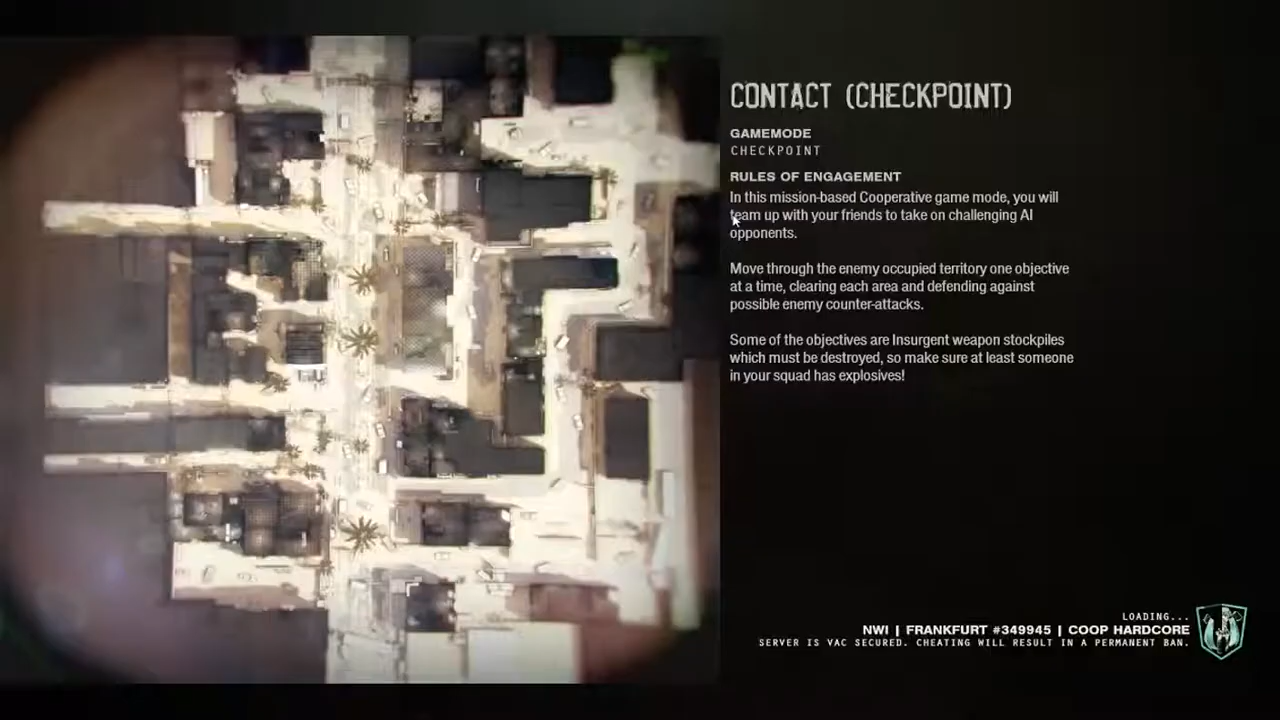 CONTACT (CHECKPOINT)
GAMEMODE
CHECKPOINT
RULES OF ENGAGEMENT
In this mission-based Cooperative game mode, you will
team up with your friends to take on challenging AI
opponents.
Move through the enemy occupied territory one objective
at a time, clearing each area and defending against
possible enemy counter-attacks.
Some of the objectives are Insurgent weapon stockpiles
which must be destroyed, so make sure at least someone
in your squad has explosives!
LOADING...
NWI | FRANKFURT #349945 | COOP HARDCORE
SERVER IS VAC SECURED. CHEATING WILL RESULT IN A PERMANENT BAN.